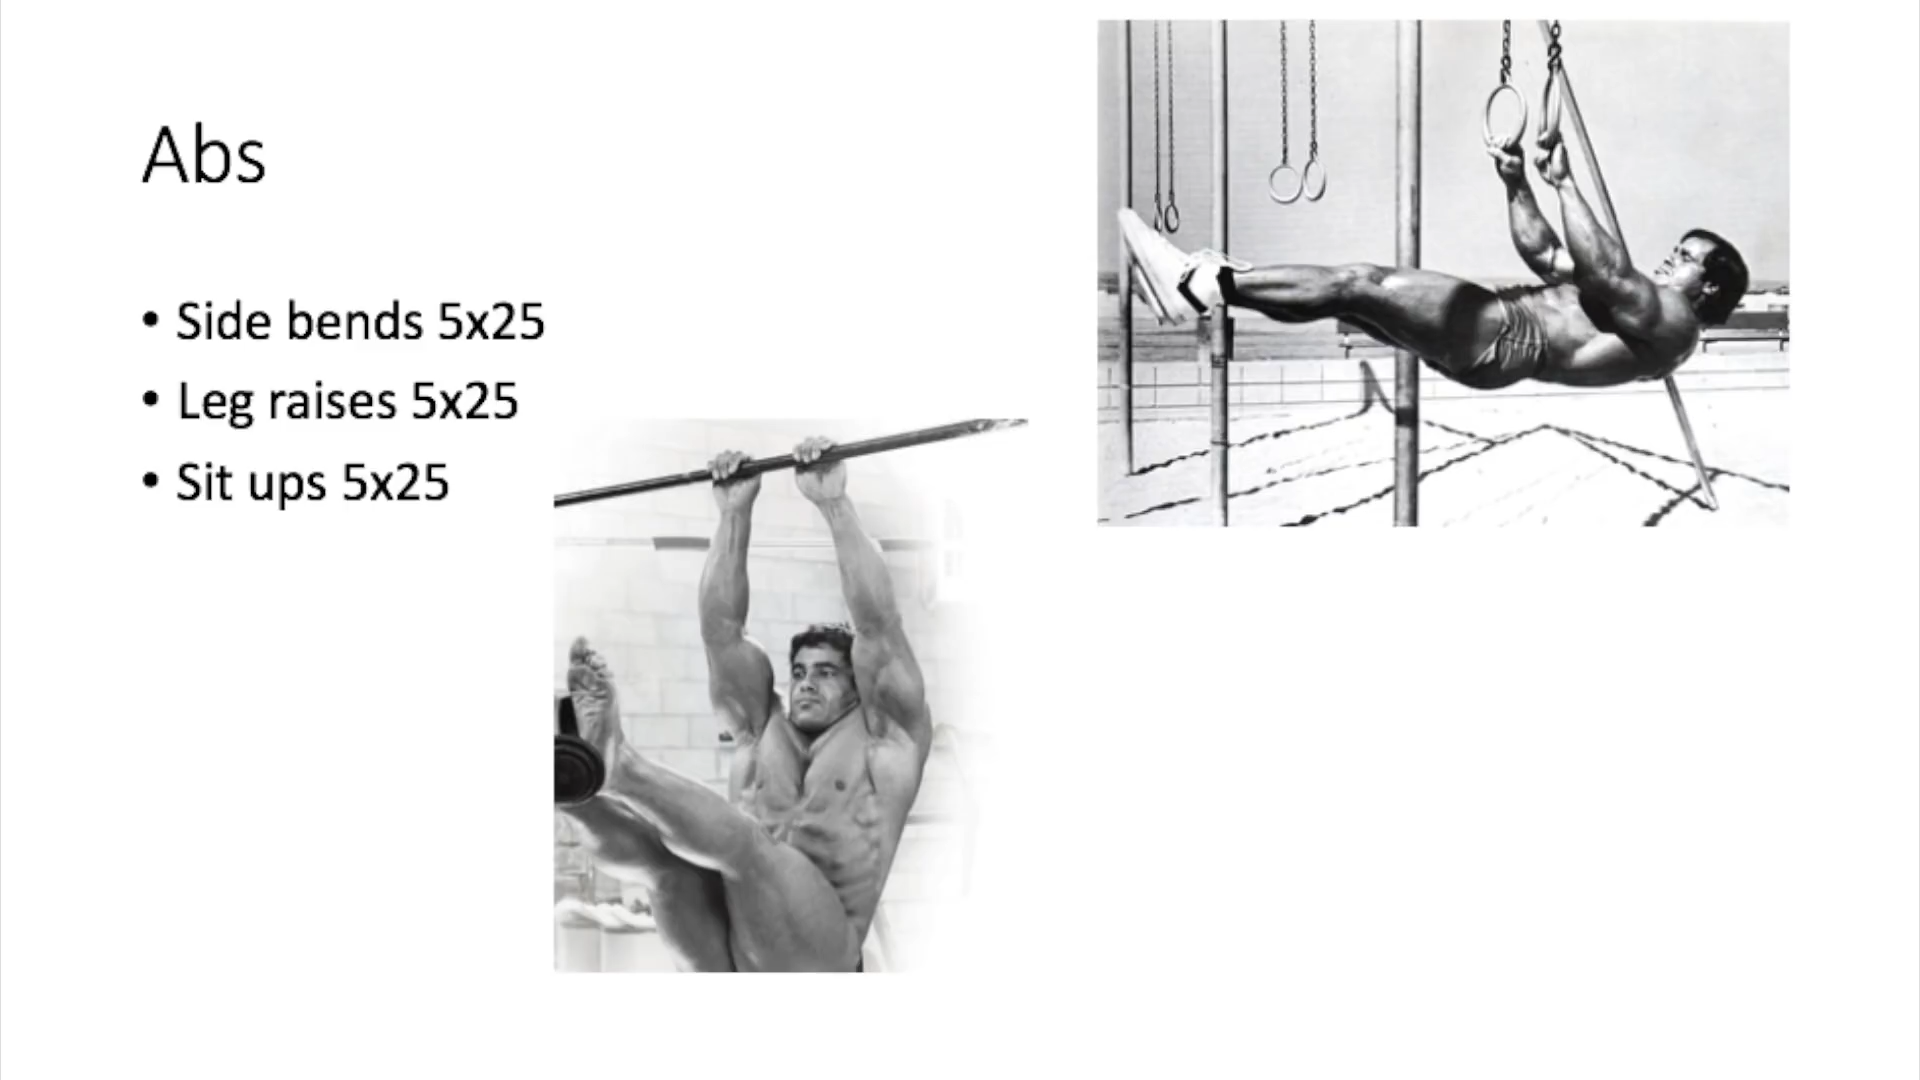 Abs
• Side bends 5x25
• Leg raises 5x25
• Sit ups 5x25